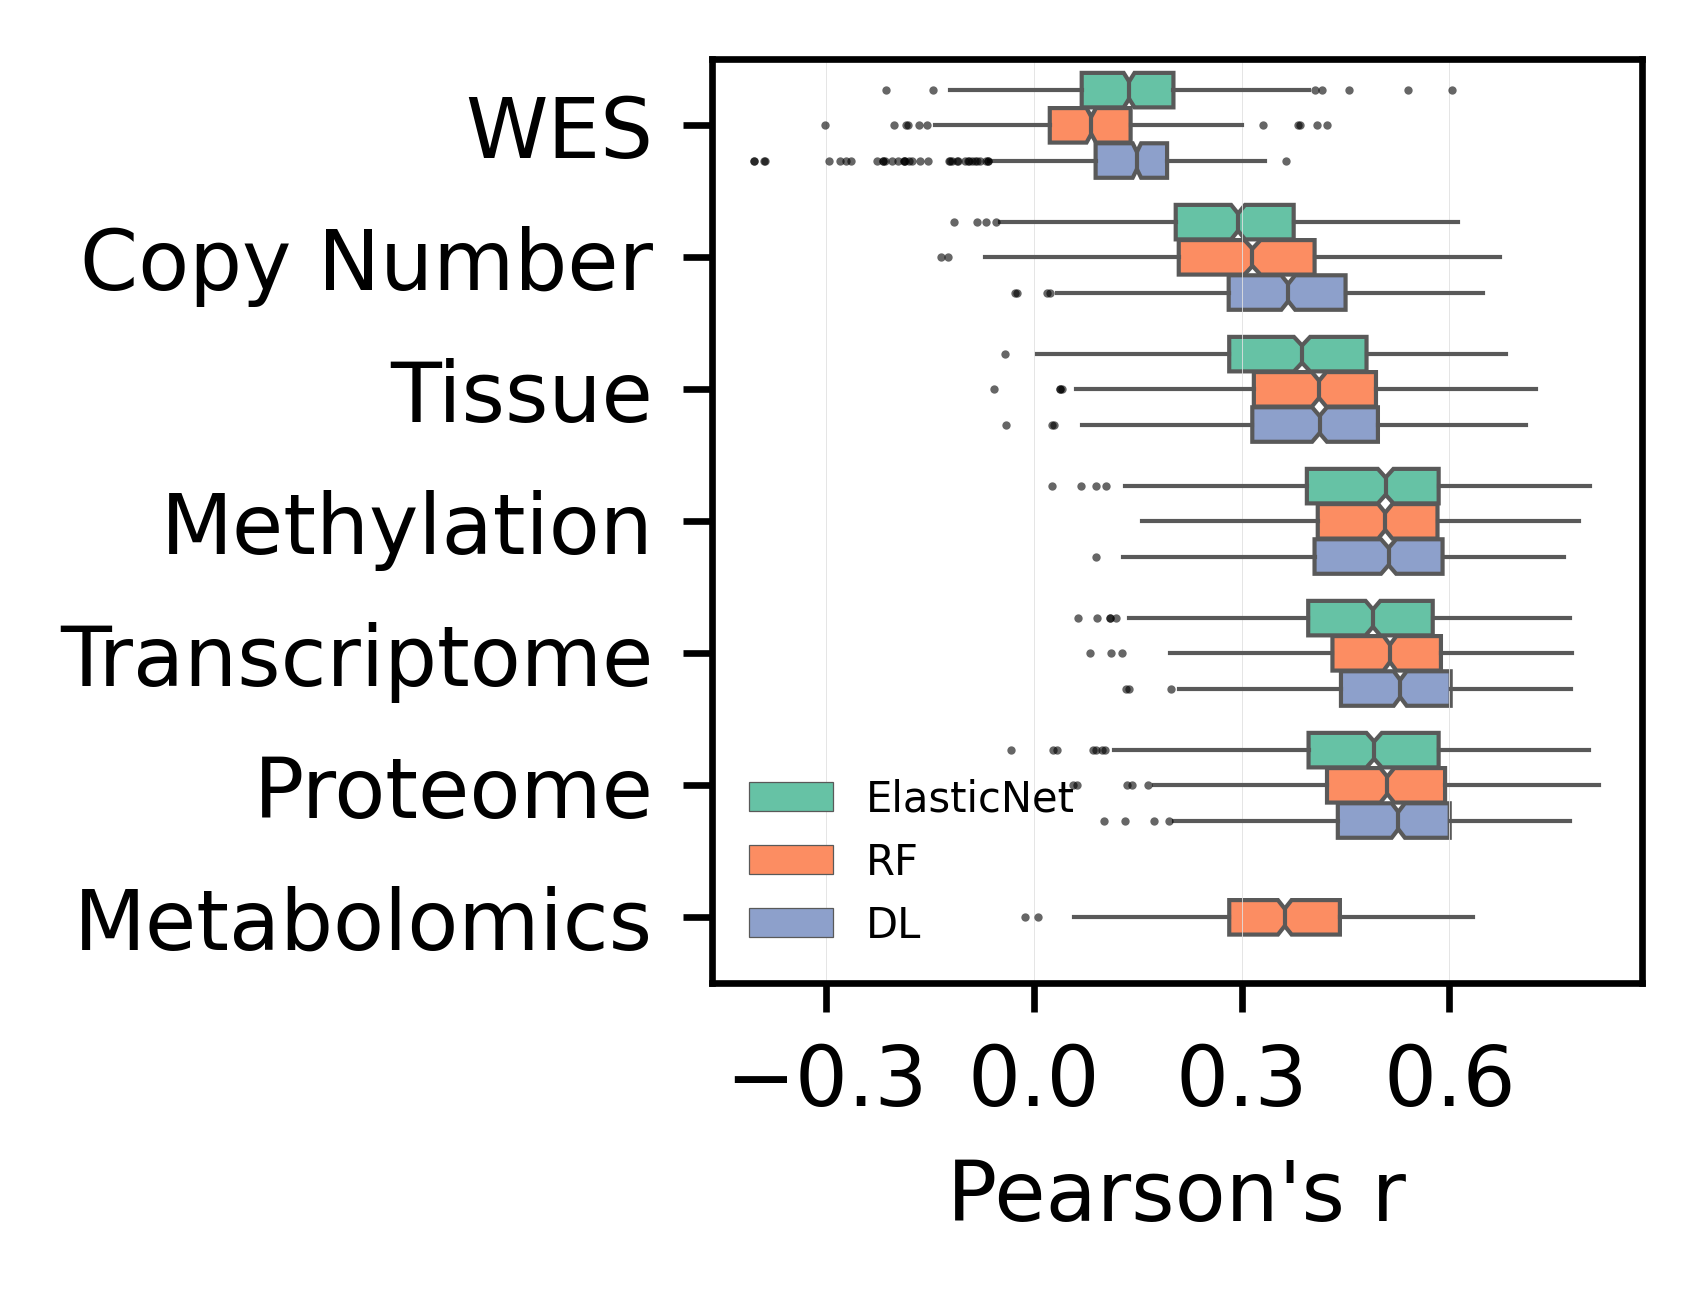 WES
Copy Number
Tissue
Methylation
Transcriptome
Proteome
Metabolomics
ElasticNet
RF
DL
−0.3 0.0 0.3 0.6
Pearson's r